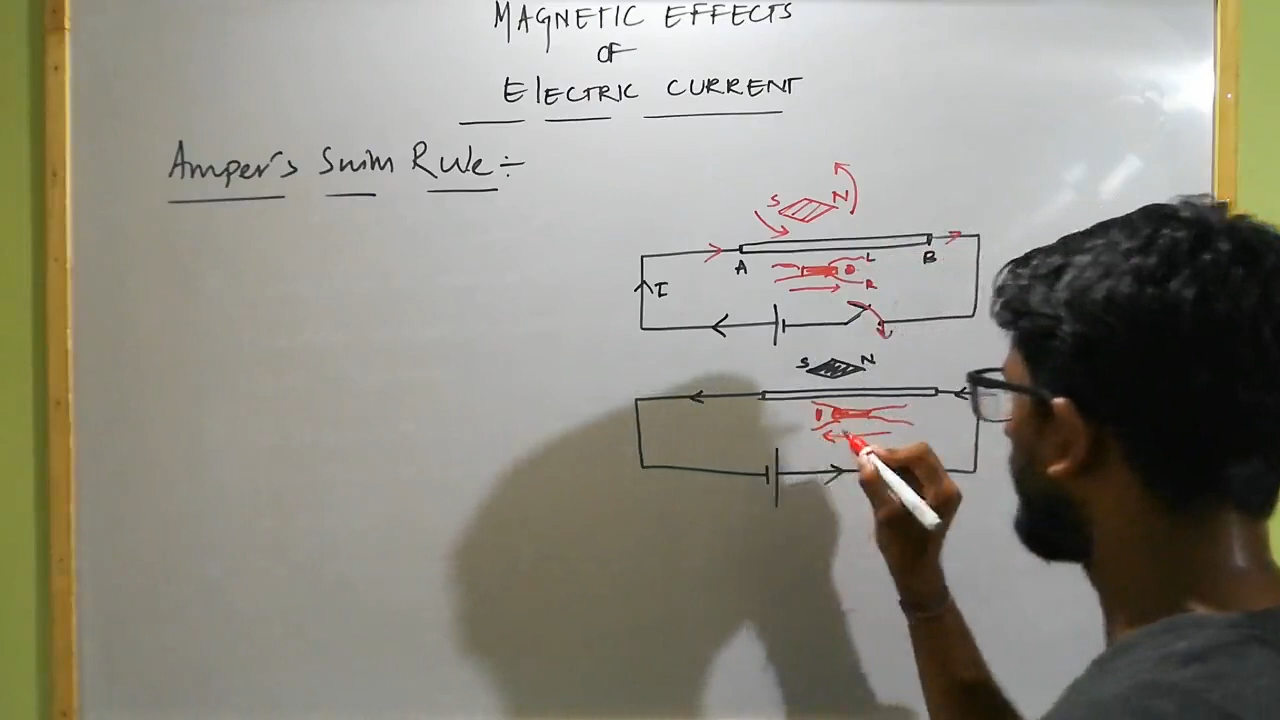 MAGNETIC EFFECTS
OF
ElECTRIC CURRENT
Amper's Swim Rule÷
S N
A B
L
R
I
S N